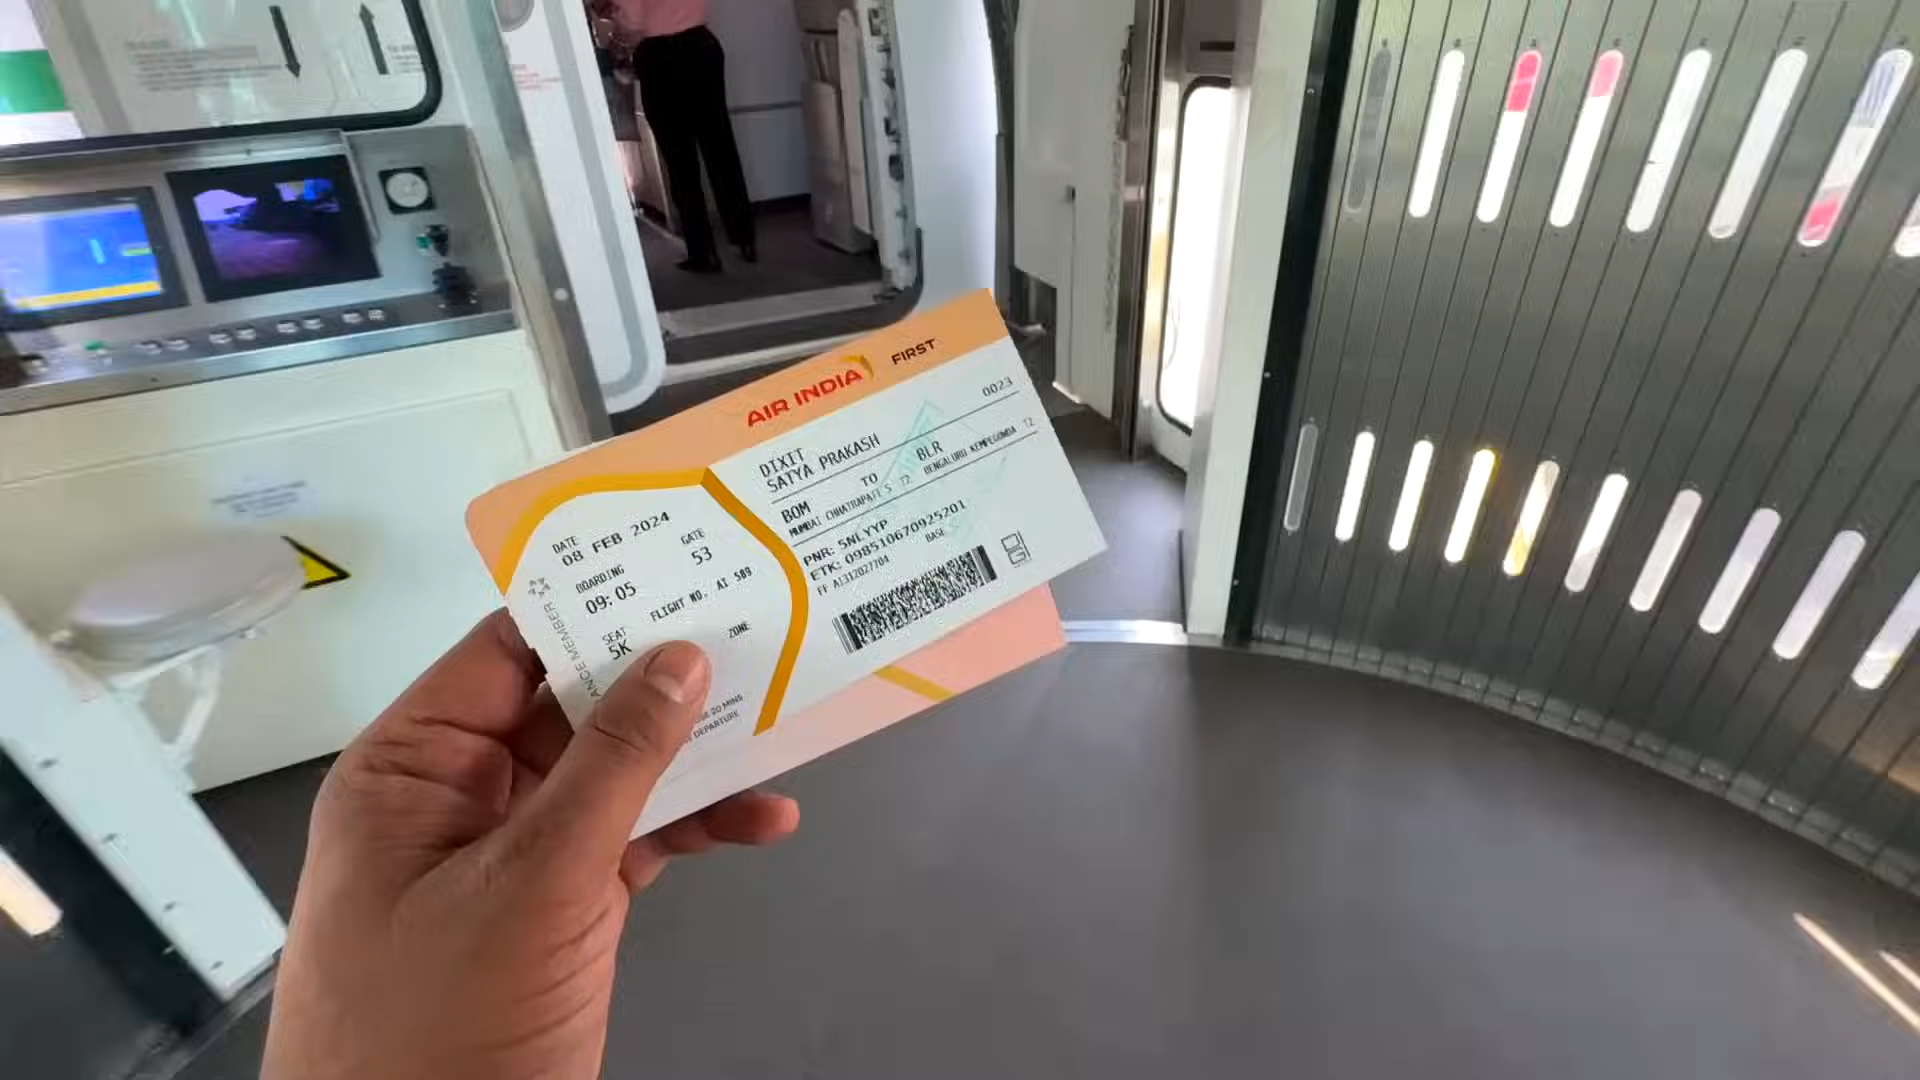 AIR INDIA FIRST
DIXIT
SATYA PRAKASH
0023
BOM TO BLR
MUMBAI CHHATRAPATI S T2 BENGALURU KEMPEGOWDA T2
PNR: 5NLYYP
ETK: 098510670925201
FF AI312027704 BASE
DATE
08 FEB 2024
GATE
53
BOARDING
09:05
FLIGHT NO. AI 589
SEAT
5K
ZONE
ANCE MEMBER
20 MINS
DEPARTURE